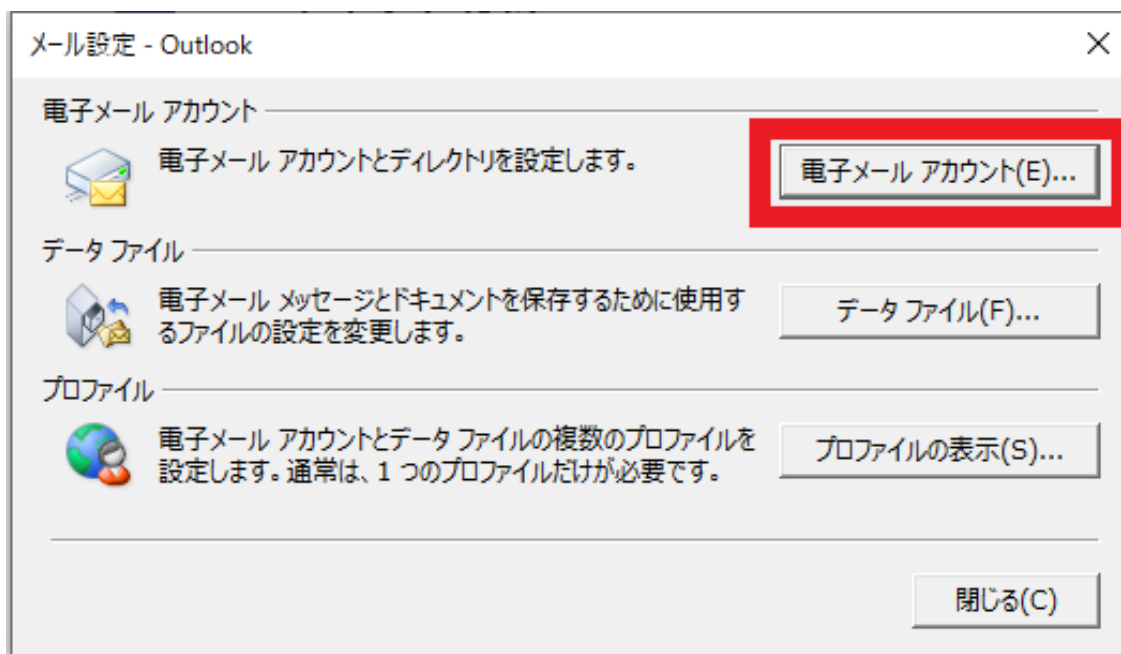 メール設定 - Outlook
電子メール アカウント
電子メール アカウントとディレクトリを設定します。
電子メール アカウント(E)...
データ ファイル
電子メール メッセージとドキュメントを保存するために使用す
るファイルの設定を変更します。
データ ファイル(F)...
プロファイル
電子メール アカウントとデータ ファイルの複数のプロファイルを
設定します。通常は、1 つのプロファイルだけが必要です。
プロファイルの表示(S)...
閉じる(C)